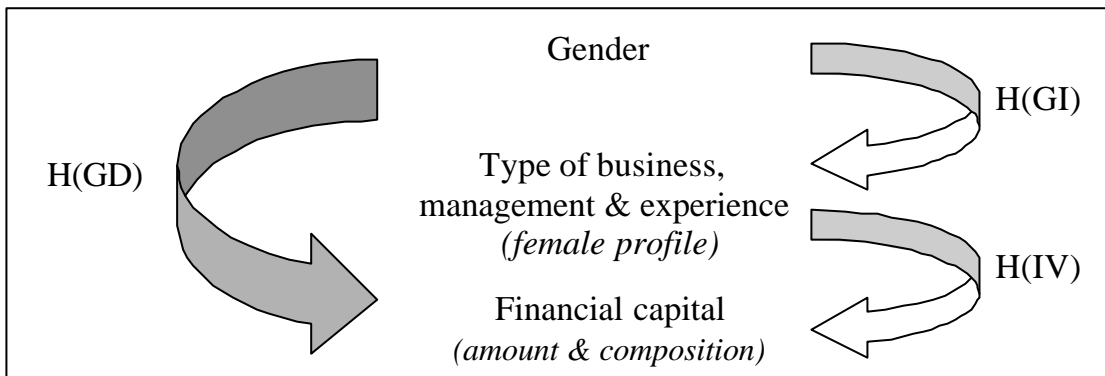 Gender
H(GI)
H(GD)
Type of business,
management & experience
(female profile)
H(IV)
Financial capital
(amount & composition)